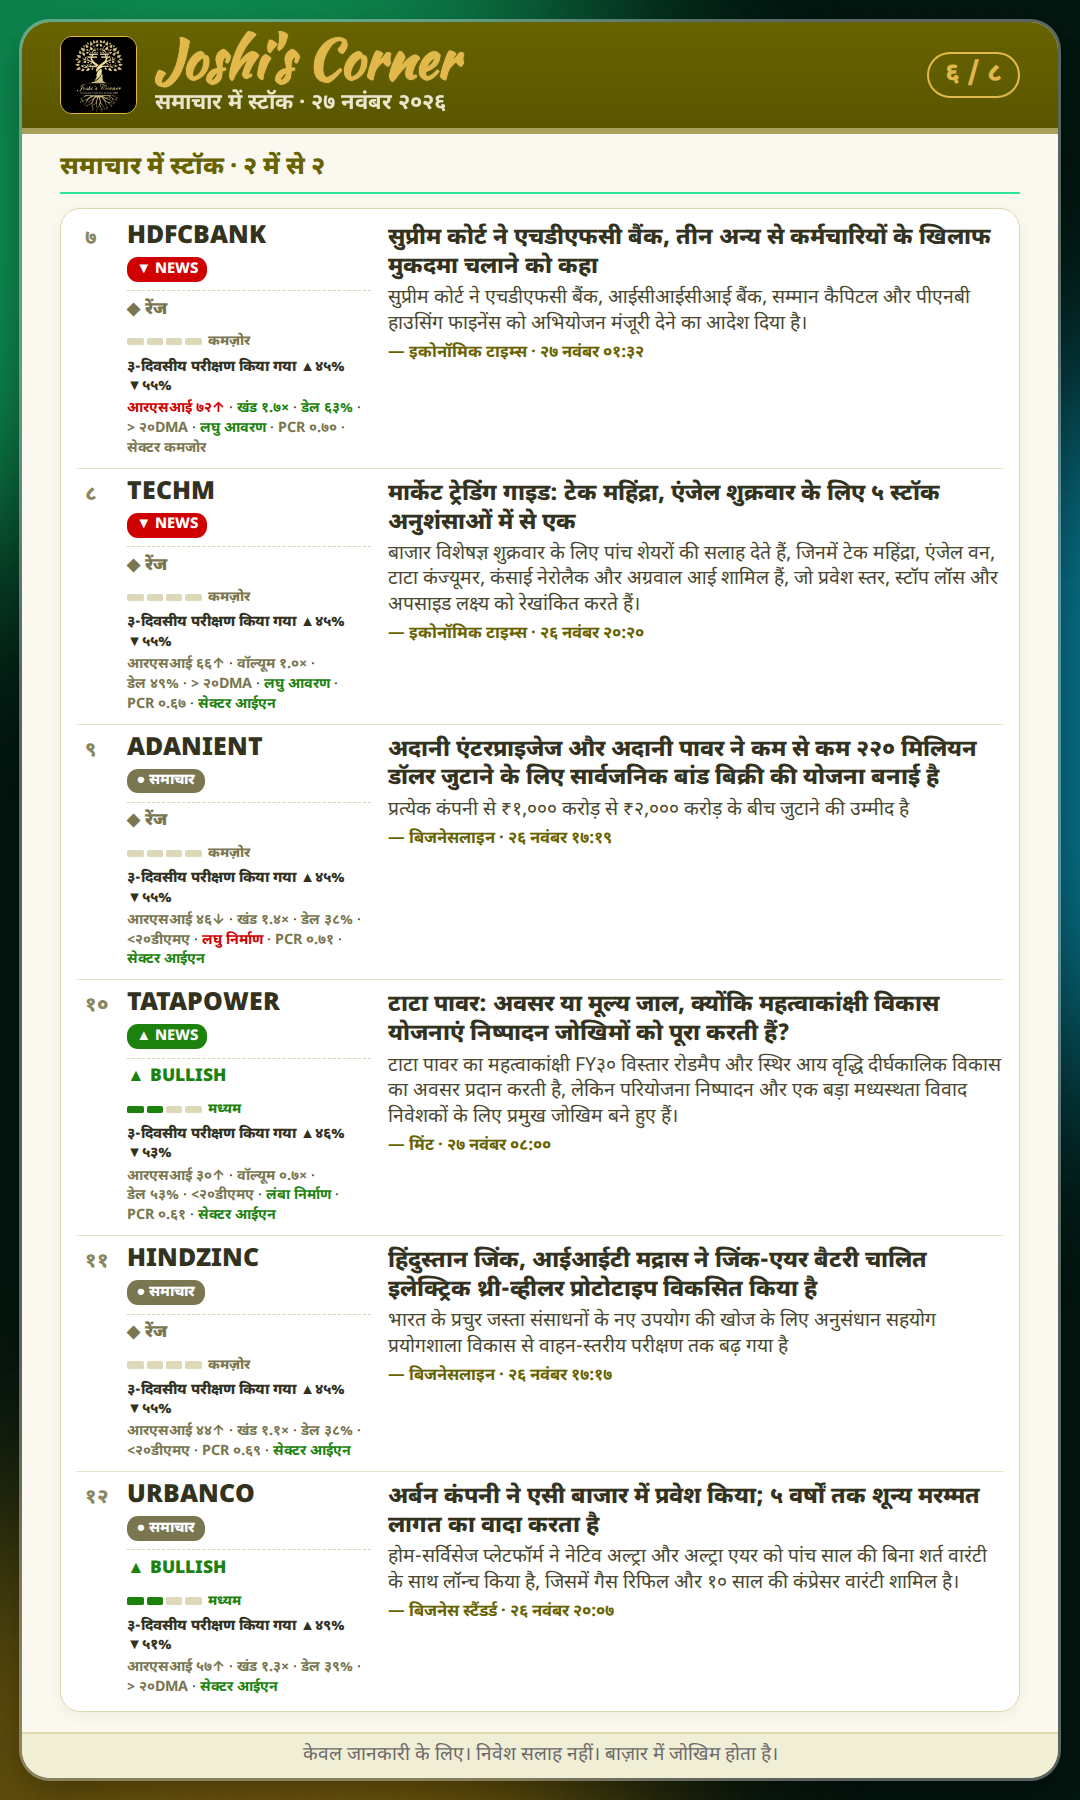 Joshi's Corner
समाचार में स्टॉक · २७ नवंबर २०२६
६ / ८
समाचार में स्टॉक · २ में से २
७
HDFCBANK
▼ NEWS
◆ रेंज
कमज़ोर
३-दिवसीय परीक्षण किया गया ▲४५%
▼५५%
आरएसआई ७२↑ · खंड १.७× · डेल ६३% ·
> २०DMA · लघु आवरण · PCR ०.७० ·
सेक्टर कमजोर
सुप्रीम कोर्ट ने एचडीएफसी बैंक, तीन अन्य से कर्मचारियों के खिलाफ
मुकदमा चलाने को कहा
सुप्रीम कोर्ट ने एचडीएफसी बैंक, आईसीआईसीआई बैंक, सम्मान कैपिटल और पीएनबी
हाउसिंग फाइनेंस को अभियोजन मंजूरी देने का आदेश दिया है।
— इकोनॉमिक टाइम्स · २७ नवंबर ०१:३२
८
TECHM
▼ NEWS
◆ रेंज
कमज़ोर
३-दिवसीय परीक्षण किया गया ▲४५%
▼५५%
आरएसआई ६६↑ · वॉल्यूम १.०× ·
डेल ४९% · > २०DMA · लघु आवरण ·
PCR ०.६७ · सेक्टर आईएन
मार्केट ट्रेडिंग गाइड: टेक महिंद्रा, एंजेल शुक्रवार के लिए ५ स्टॉक
अनुशंसाओं में से एक
बाजार विशेषज्ञ शुक्रवार के लिए पांच शेयरों की सलाह देते हैं, जिनमें टेक महिंद्रा, एंजेल वन,
टाटा कंज्यूमर, कंसाई नेरोलैक और अग्रवाल आई शामिल हैं, जो प्रवेश स्तर, स्टॉप लॉस और
अपसाइड लक्ष्य को रेखांकित करते हैं।
— इकोनॉमिक टाइम्स · २६ नवंबर २०:२०
९
ADANIENT
● समाचार
◆ रेंज
कमज़ोर
३-दिवसीय परीक्षण किया गया ▲४५%
▼५५%
आरएसआई ४६↓ · खंड १.४× · डेल ३८% ·
<२०डीएमए · लघु निर्माण · PCR ०.७१ ·
सेक्टर आईएन
अदानी एंटरप्राइजेज और अदानी पावर ने कम से कम २२० मिलियन
डॉलर जुटाने के लिए सार्वजनिक बांड बिक्री की योजना बनाई है
प्रत्येक कंपनी से ₹१,००० करोड़ से ₹२,००० करोड़ के बीच जुटाने की उम्मीद है
— बिजनेसलाइन · २६ नवंबर १७:१९
१०
TATAPOWER
▲ NEWS
▲ BULLISH
मध्यम
३-दिवसीय परीक्षण किया गया ▲४६%
▼५३%
आरएसआई ३०↑ · वॉल्यूम ०.७× ·
डेल ५३% · <२०डीएमए · लंबा निर्माण ·
PCR ०.६१ · सेक्टर आईएन
टाटा पावर: अवसर या मूल्य जाल, क्योंकि महत्वाकांक्षी विकास
योजनाएं निष्पादन जोखिमों को पूरा करती हैं?
टाटा पावर का महत्वाकांक्षी FY३० विस्तार रोडमैप और स्थिर आय वृद्धि दीर्घकालिक विकास
का अवसर प्रदान करती है, लेकिन परियोजना निष्पादन और एक बड़ा मध्यस्थता विवाद
निवेशकों के लिए प्रमुख जोखिम बने हुए हैं।
— मिंट · २७ नवंबर ०८:००
११
HINDZINC
● समाचार
◆ रेंज
कमज़ोर
३-दिवसीय परीक्षण किया गया ▲४५%
▼५५%
आरएसआई ४४↑ · खंड १.१× · डेल ३८% ·
<२०डीएमए · PCR ०.६९ · सेक्टर आईएन
हिंदुस्तान जिंक, आईआईटी मद्रास ने जिंक-एयर बैटरी चालित
इलेक्ट्रिक थ्री-व्हीलर प्रोटोटाइप विकसित किया है
भारत के प्रचुर जस्ता संसाधनों के नए उपयोग की खोज के लिए अनुसंधान सहयोग
प्रयोगशाला विकास से वाहन-स्तरीय परीक्षण तक बढ़ गया है
— बिजनेसलाइन · २६ नवंबर १७:१७
१२
URBANCO
● समाचार
▲ BULLISH
मध्यम
३-दिवसीय परीक्षण किया गया ▲४९%
▼५१%
आरएसआई ५७↑ · खंड १.३× · डेल ३९% ·
> २०DMA · सेक्टर आईएन
अर्बन कंपनी ने एसी बाजार में प्रवेश किया; ५ वर्षों तक शून्य मरम्मत
लागत का वादा करता है
होम-सर्विसेज प्लेटफॉर्म ने नेटिव अल्ट्रा और अल्ट्रा एयर को पांच साल की बिना शर्त वारंटी
के साथ लॉन्च किया है, जिसमें गैस रिफिल और १० साल की कंप्रेसर वारंटी शामिल है।
— बिजनेस स्टैंडर्ड · २६ नवंबर २०:०७
केवल जानकारी के लिए। निवेश सलाह नहीं। बाज़ार में जोखिम होता है।